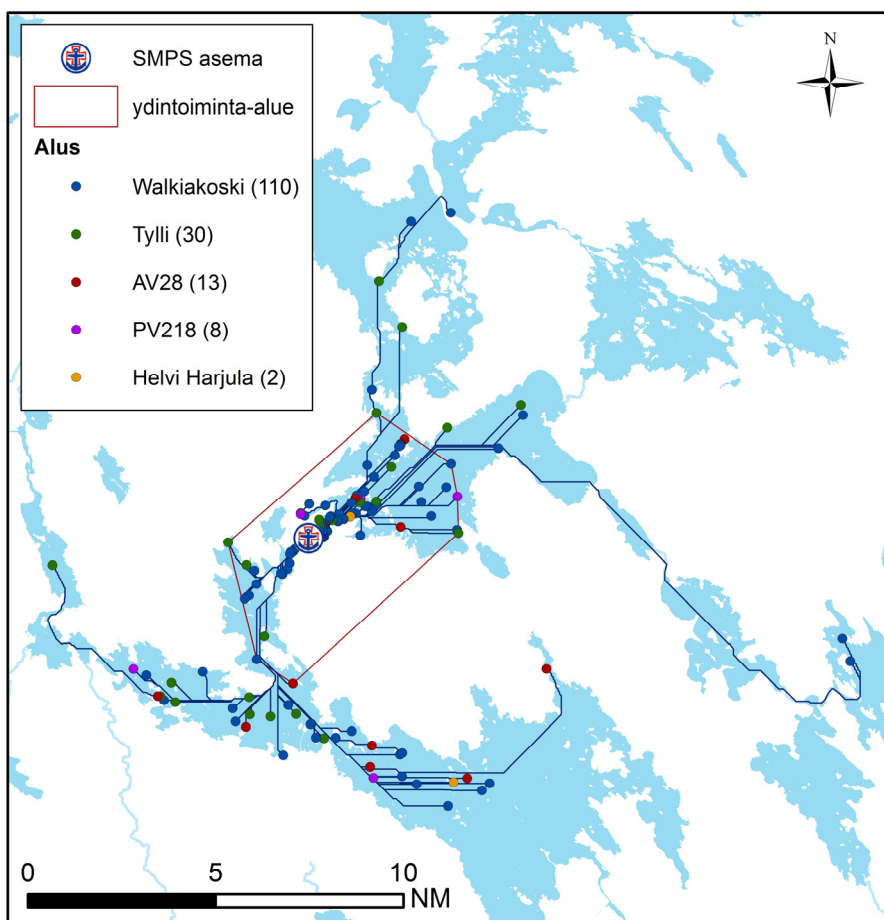 SMPS asema
ydintoiminta-alue
Alus
Walkiakoski (110)
Tylli (30)
AV28 (13)
PV218 (8)
Helvi Harjula (2)
N
0 5 10
NM